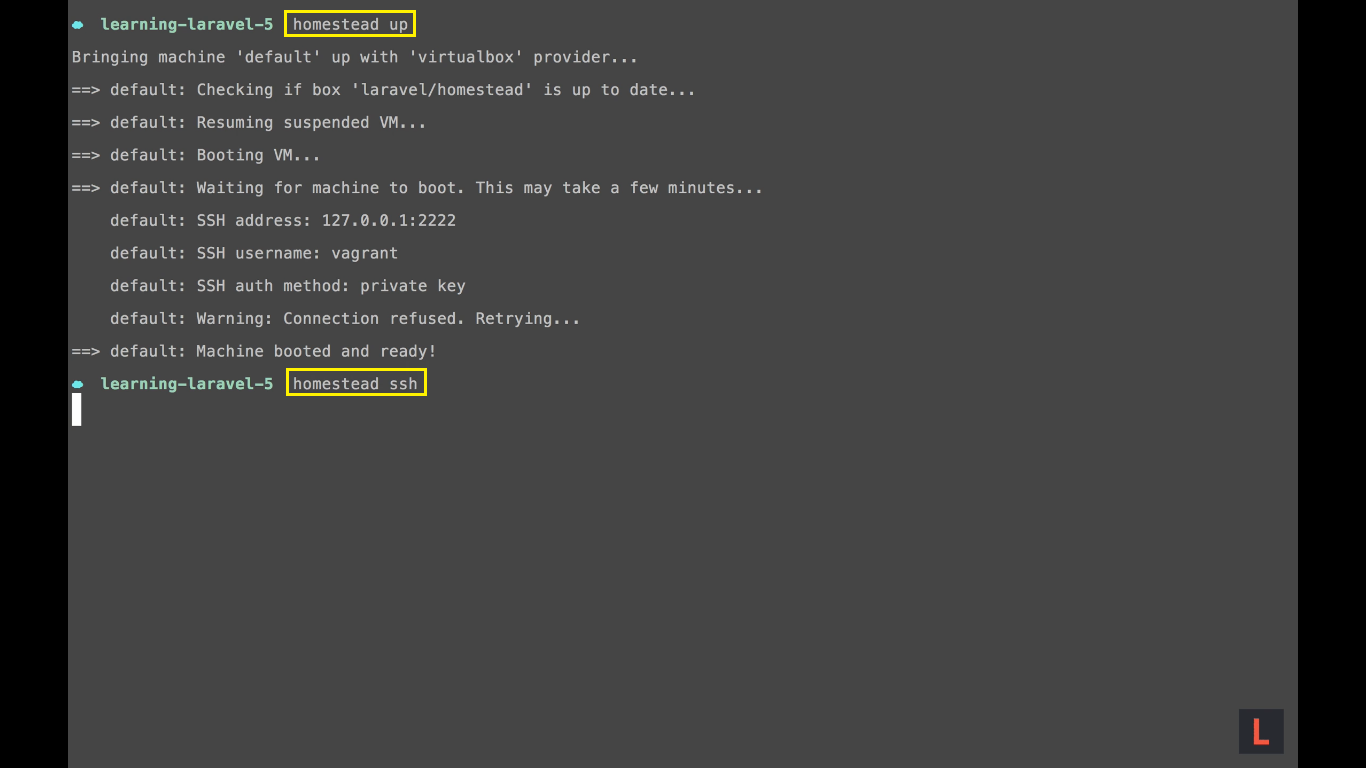 learning-laravel-5 homestead up
Bringing machine 'default' up with 'virtualbox' provider...
==> default: Checking if box 'laravel/homestead' is up to date...
==> default: Resuming suspended VM...
==> default: Booting VM...
==> default: Waiting for machine to boot. This may take a few minutes...
default: SSH address: 127.0.0.1:2222
default: SSH username: vagrant
default: SSH auth method: private key
default: Warning: Connection refused. Retrying...
==> default: Machine booted and ready!
learning-laravel-5 homestead ssh
L